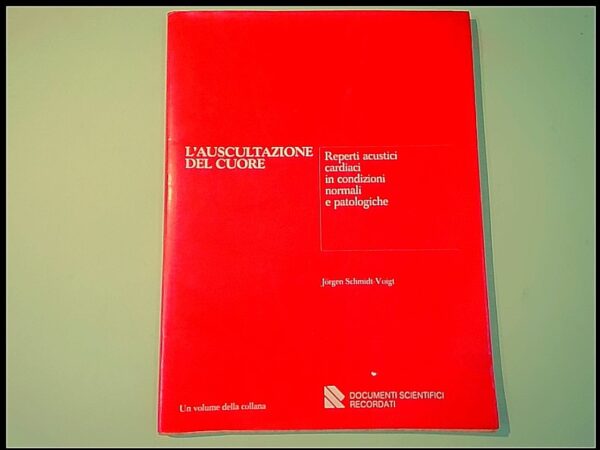 L'AUSCULTAZIONE
DEL CUORE
Reperti acustici
cardiaci
in condizioni
normali
e patologiche
Jörgen Schmidt-Voigt
Un volume della collana
DOCUMENTI SCIENTIFICI
RECORDATI